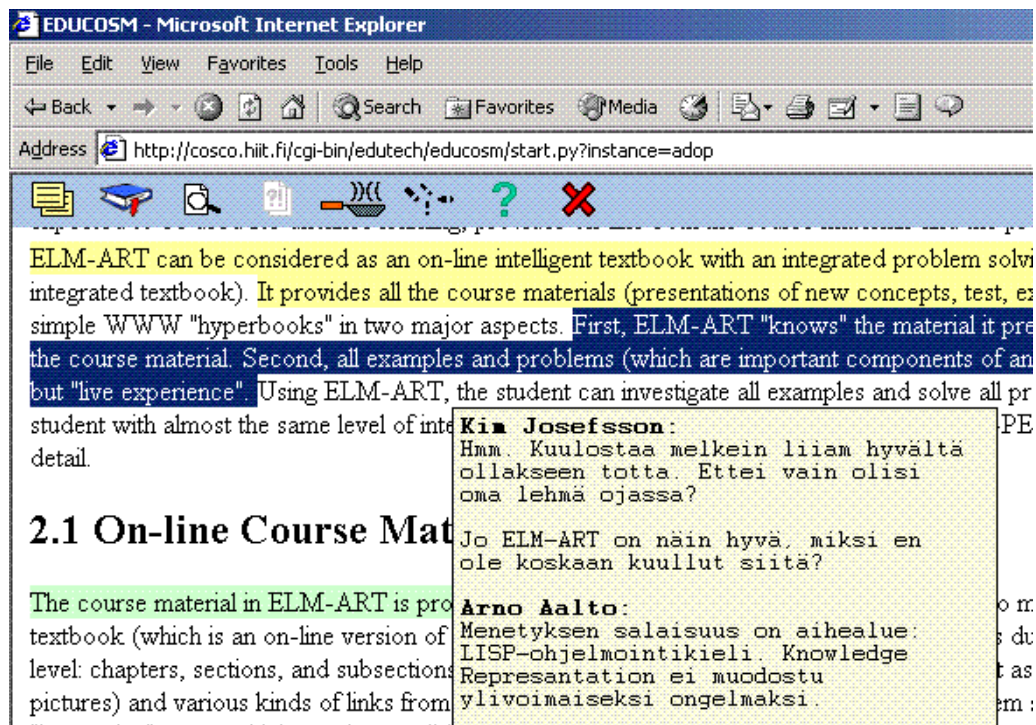 EDUCOSM - Microsoft Internet Explorer
File Edit View Favorites Tools Help
Back Search Favorites Media
Address http://cosco.hiit.fi/cgi-bin/edutech/educosm/start.py?instance=adop
ELM-ART can be considered as an on-line intelligent textbook with an integrated problem solvi
integrated textbook). It provides all the course materials (presentations of new concepts, test, ex
simple WWW "hyperbooks" in two major aspects. First, ELM-ART "knows" the material it pre
the course material. Second, all examples and problems (which are important components of an
but "live experience". Using ELM-ART, the student can investigate all examples and solve all pr
student with almost the same level of inte -PE
detail.
Kim Josefsson:
Hmm. Kuulostaa melkein liiam hyvältä
ollakseen totta. Ettei vain olisi
oma lehmä ojassa?
Jo ELM-ART on näin hyvä, miksi en
ole koskaan kuullut siitä?
Arno Aalto:
Menetyksen salaisuus on aihealue:
LISP-ohjelmointikieli. Knowledge
Represantation ei muodostu
ylivoimaiseksi ongelmaksi.
2.1 On-line Course Mat
The course material in ELM-ART is pro o m
textbook (which is an on-line version of s du
level: chapters, sections, and subsections t as
pictures) and various kinds of links from em a